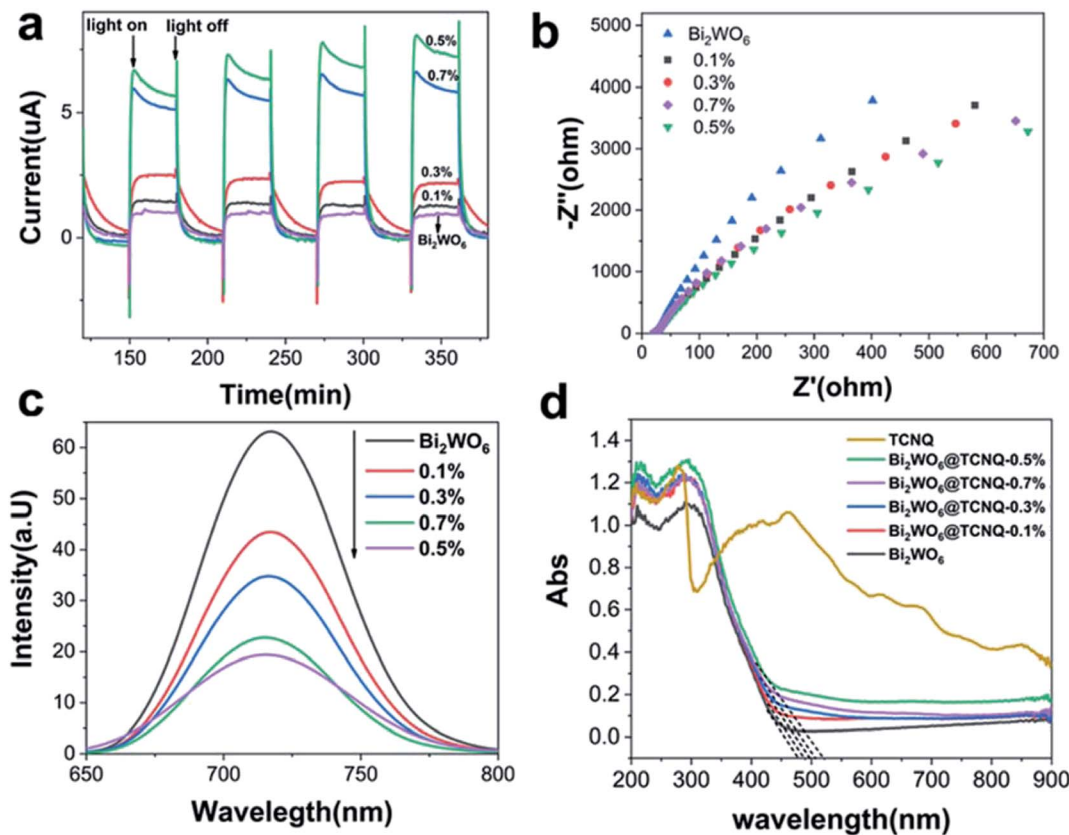 a
light on
light off
0.5%
0.7%
0.3%
0.1%
Bi₂WO₆
5
0
Current(uA)
150 200 250 300 350
Time(min)
b
Bi₂WO₆
0.1%
0.3%
0.7%
0.5%
5000
4000
3000
2000
1000
0
-Z''(ohm)
0 100 200 300 400 500 600 700
Z'(ohm)
c
Bi₂WO₆
0.1%
0.3%
0.7%
0.5%
60
50
40
30
20
10
0
Intensity(a.U)
650 700 750 800
Wavelegth(nm)
d
TCNQ
Bi₂WO₆@TCNQ-0.5%
Bi₂WO₆@TCNQ-0.7%
Bi₂WO₆@TCNQ-0.3%
Bi₂WO₆@TCNQ-0.1%
Bi₂WO₆
1.4
1.2
1.0
0.8
0.6
0.4
0.2
0.0
Abs
200 300 400 500 600 700 800 900
wavelength(nm)